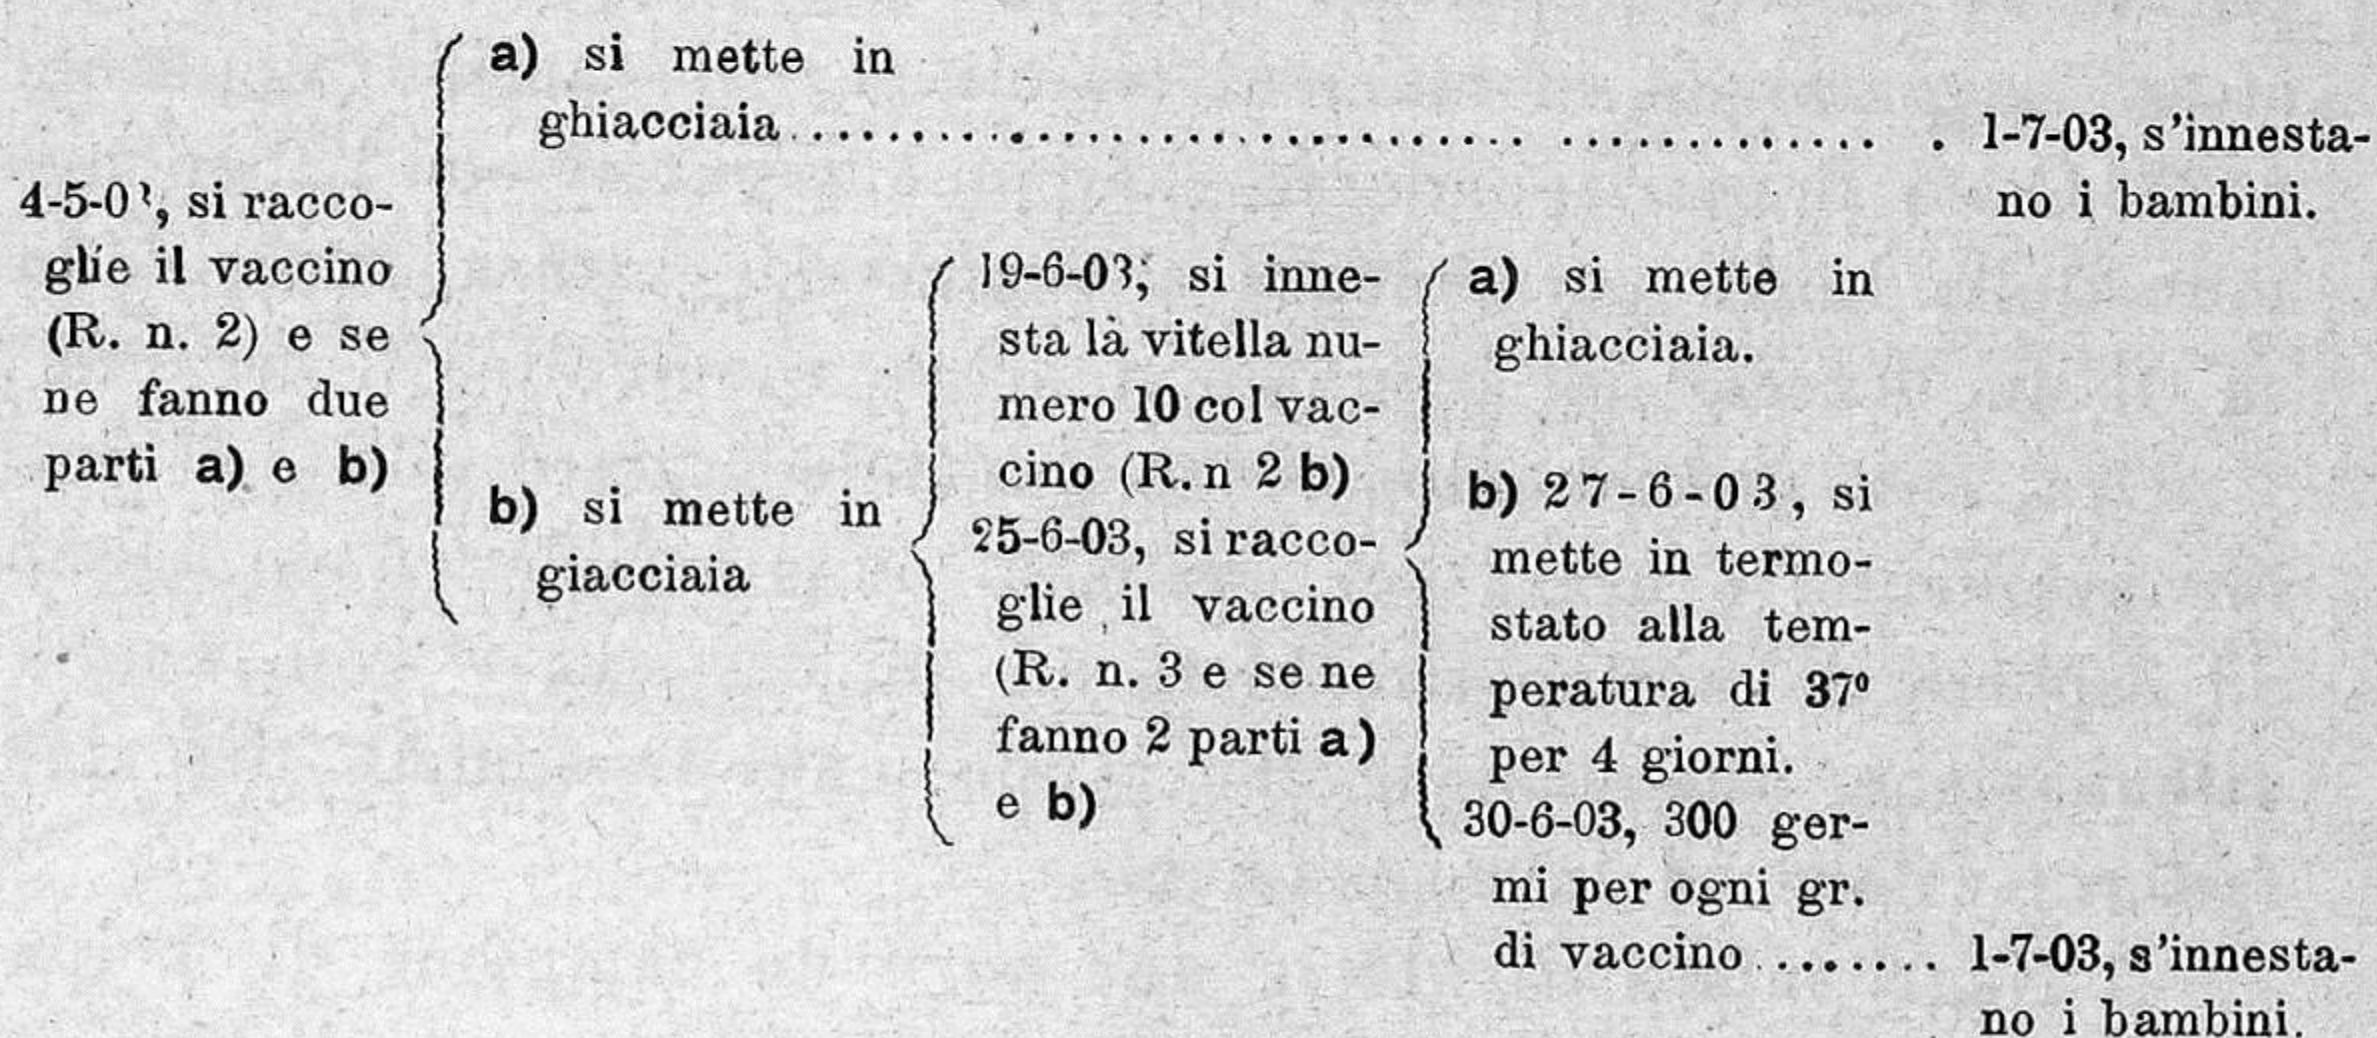 4-5-03, si racco-
glie il vaccino
(R. n. 2) e se
ne fanno due
parti a) e b)
a) si mette in
ghiacciaia . . . . . . . . . . . . . . . . . . . . . . . . . . . . . . . . . . . . . . . . . . . . . . . . . . . . . . . 1-7-03, s'innesta-
no i bambini.
b) si mette in
giacciaia
19-6-03; si inne-
sta là vitella nu-
mero 10 col vac-
cino (R. n 2 b)
25-6-03, si racco-
glie il vaccino
(R. n. 3 e se ne
fanno 2 parti a)
e b)
a) si mette in
ghiacciaia.
b) 27-6-03, si
mette in termo-
stato alla tem-
peratura di 37º
per 4 giorni.
30-6-03, 300 ger-
mi per ogni gr.
di vaccino . . . . . . . . 1-7-03, s'innesta-
no i bambini.